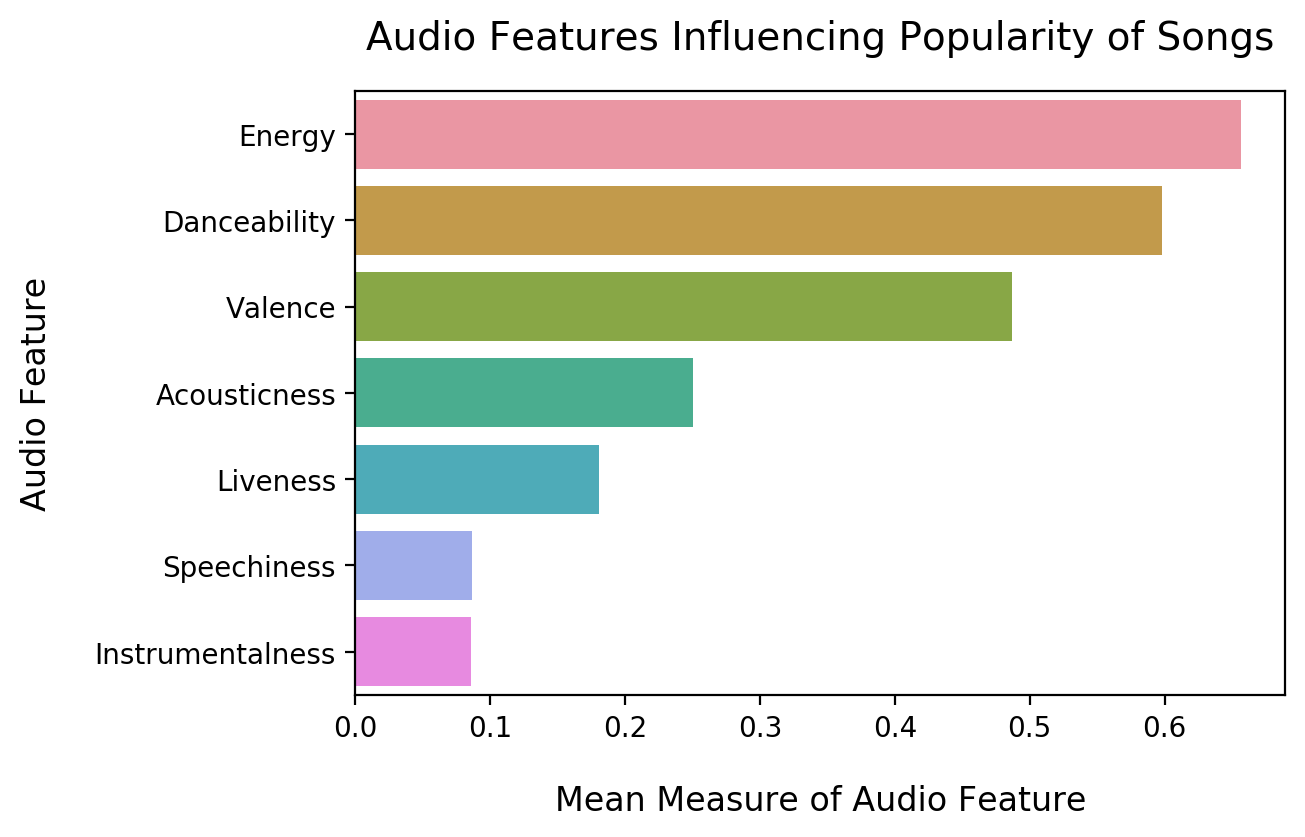 Audio Features Influencing Popularity of Songs
Audio Feature
Energy
Danceability
Valence
Acousticness
Liveness
Speechiness
Instrumentalness
0.0 0.1 0.2 0.3 0.4 0.5 0.6
Mean Measure of Audio Feature